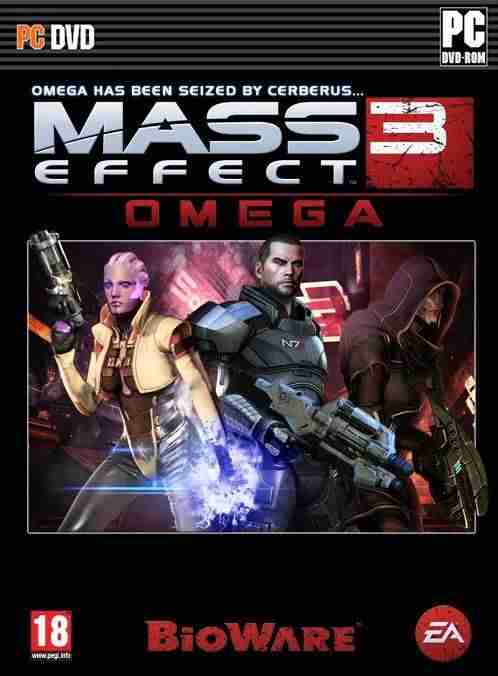 PC DVD
PC
DVD-ROM
OMEGA HAS BEEN SEIZED BY CERBERUS...
MASS
EFFECT
3
TM
OMEGA
N7
18
www.pegi.info
BIOWARE
EA